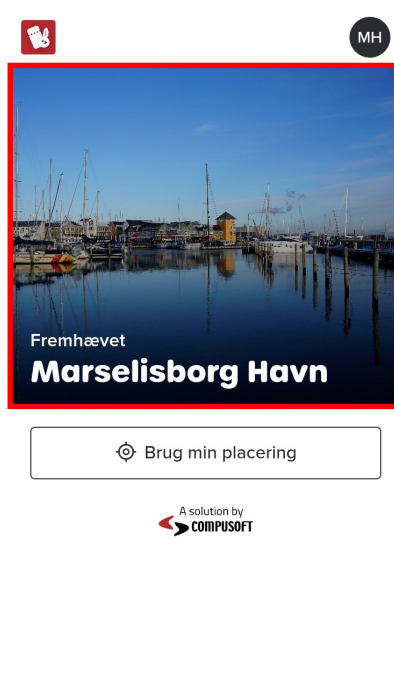 MH
Fremhævet
Marselisborg Havn
Brug min placering
A solution by
COMPUSOFT